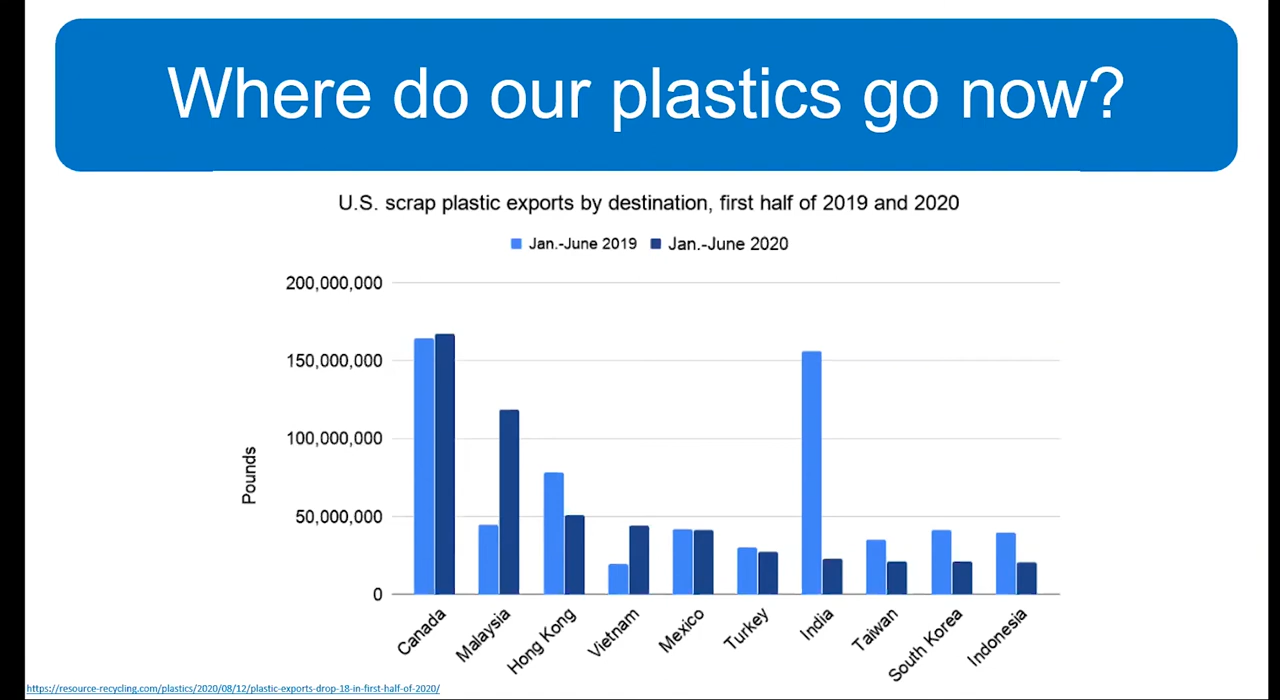 Where do our plastics go now?
U.S. scrap plastic exports by destination, first half of 2019 and 2020
Jan.-June 2019 Jan.-June 2020
200,000,000
150,000,000
100,000,000
50,000,000
0
Pounds
Canada
Malaysia
Hong Kong
Vietnam
Mexico
Turkey
India
Taiwan
South Korea
Indonesia
https://resource-recycling.com/plastics/2020/08/12/plastic-exports-drop-18-in-first-half-of-2020/